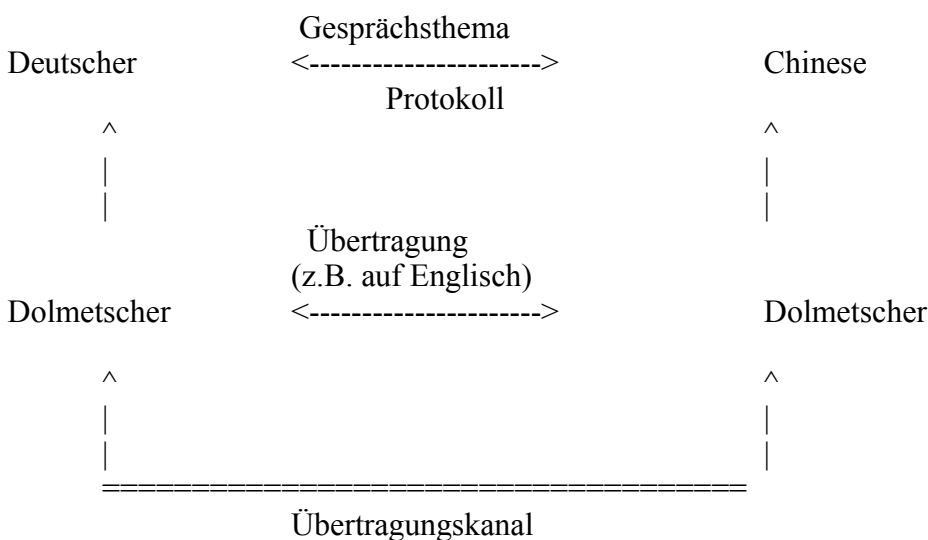 Gesprächsthema
Deutscher <----------------------> Chinese
Protokoll
^ ^
| |
| |
Übertragung
(z.B. auf Englisch)
Dolmetscher <----------------------> Dolmetscher
^ ^
| |
| |
====================================
Übertragungskanal